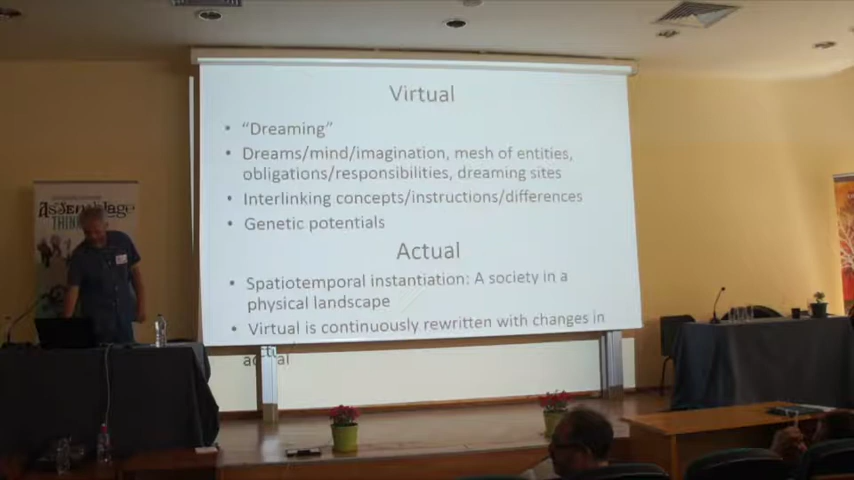 Virtual
• "Dreaming"
• Dreams/mind/imagination, mesh of entities,
obligations/responsibilities, dreaming sites
• Interlinking concepts/instructions/differences
• Genetic potentials
Actual
• Spatiotemporal instantiation: A society in a
physical landscape
• Virtual is continuously rewritten with changes in
actual
Assemblage